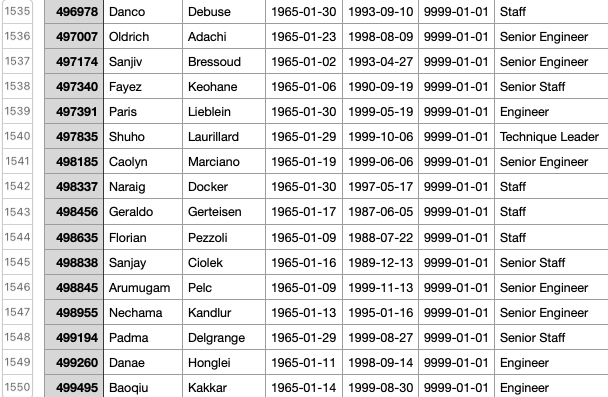 1535 496978 Danco Debuse 1965-01-30 1993-09-10 9999-01-01 Staff
1536 497007 Oldrich Adachi 1965-01-23 1998-08-09 9999-01-01 Senior Engineer
1537 497174 Sanjiv Bressoud 1965-01-02 1993-04-27 9999-01-01 Senior Engineer
1538 497340 Fayez Keohane 1965-01-06 1990-09-19 9999-01-01 Senior Staff
1539 497391 Paris Lieblein 1965-01-30 1999-05-19 9999-01-01 Engineer
1540 497835 Shuho Laurillard 1965-01-29 1999-10-06 9999-01-01 Technique Leader
1541 498185 Caolyn Marciano 1965-01-19 1999-06-06 9999-01-01 Senior Engineer
1542 498337 Naraig Docker 1965-01-30 1997-05-17 9999-01-01 Staff
1543 498456 Geraldo Gerteisen 1965-01-17 1987-06-05 9999-01-01 Staff
1544 498635 Florian Pezzoli 1965-01-09 1988-07-22 9999-01-01 Staff
1545 498838 Sanjay Ciolek 1965-01-16 1989-12-13 9999-01-01 Senior Staff
1546 498845 Arumugam Pelc 1965-01-09 1999-11-13 9999-01-01 Senior Engineer
1547 498955 Nechama Kandlur 1965-01-13 1995-01-16 9999-01-01 Senior Engineer
1548 499194 Padma Delgrange 1965-01-29 1999-08-27 9999-01-01 Senior Staff
1549 499260 Danae Honglei 1965-01-11 1998-09-14 9999-01-01 Engineer
1550 499495 Baoqiu Kakkar 1965-01-14 1999-08-30 9999-01-01 Engineer